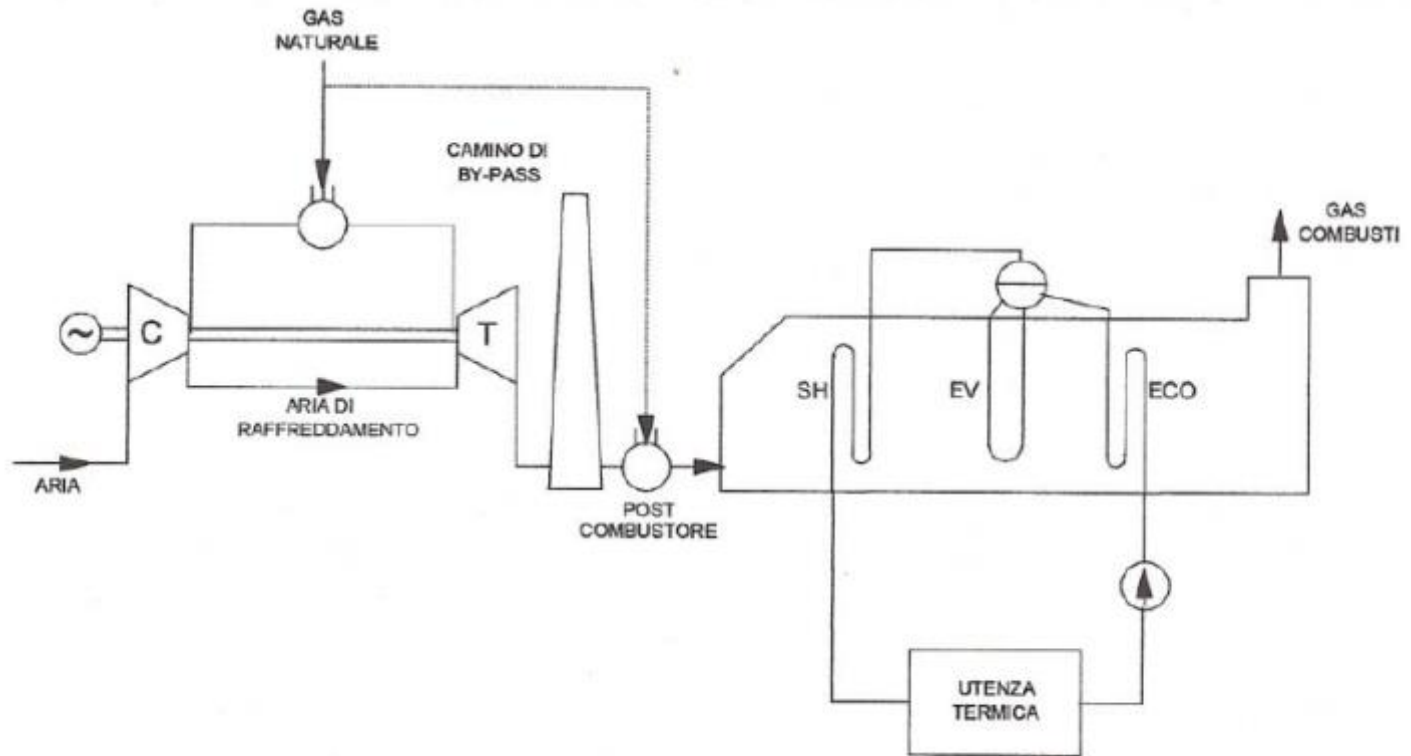 GAS
NATURALE
CAMINO DI
BY-PASS
GAS
COMBUSTI
C
T
SH
EV
ECO
ARIA DI
RAFFREDDAMENTO
ARIA
POST
COMBUSTORE
UTENZA
TERMICA